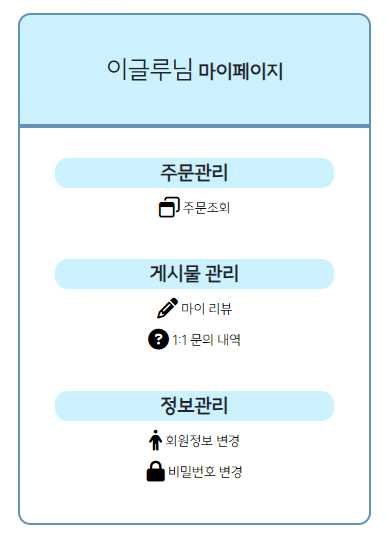 이글루님 마이페이지
주문관리
주문조회
게시물 관리
마이 리뷰
1:1 문의 내역
정보관리
회원정보 변경
비밀번호 변경